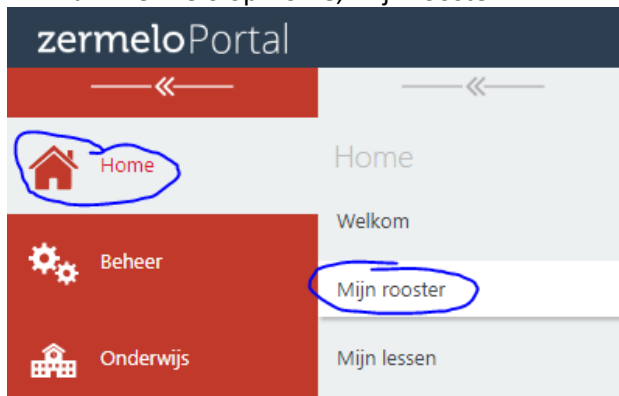 zermeloPortal
Home
Beheer
Onderwijs
Home
Welkom
Mijn rooster
Mijn lessen